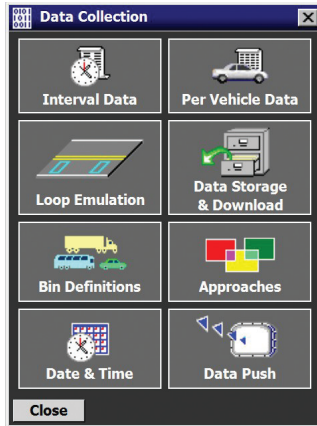 Data Collection
Interval Data
Per Vehicle Data
Loop Emulation
Data Storage
& Download
Bin Definitions
Approaches
Date & Time
Data Push
Close